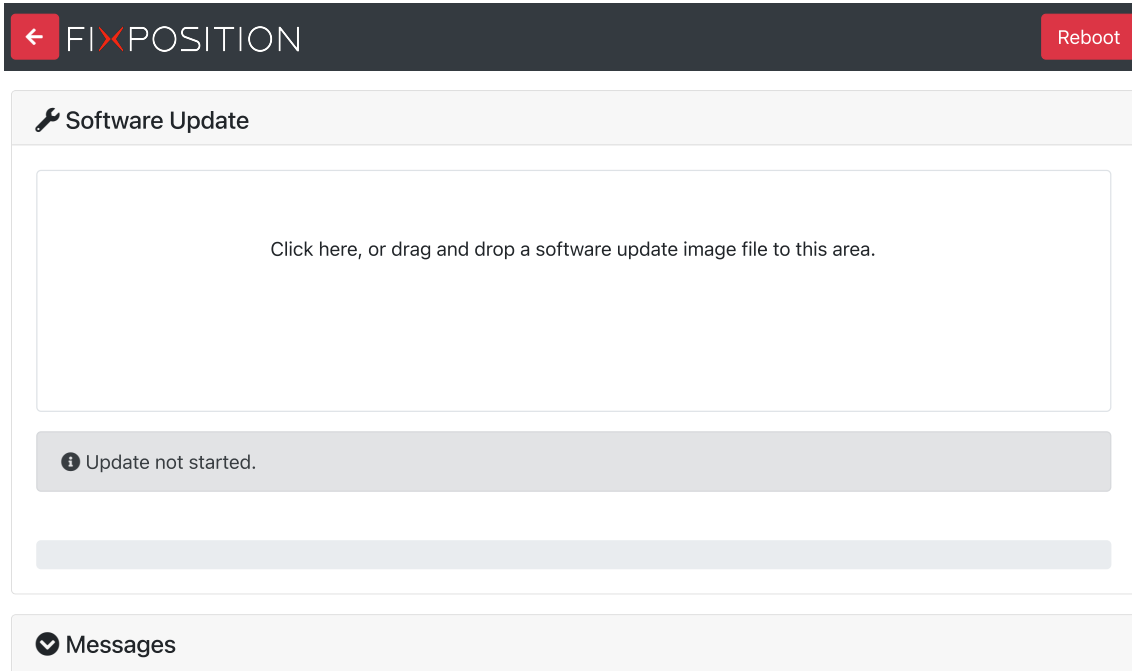 FIXPOSITION
Reboot
Software Update
Click here, or drag and drop a software update image file to this area.
Update not started.
Messages